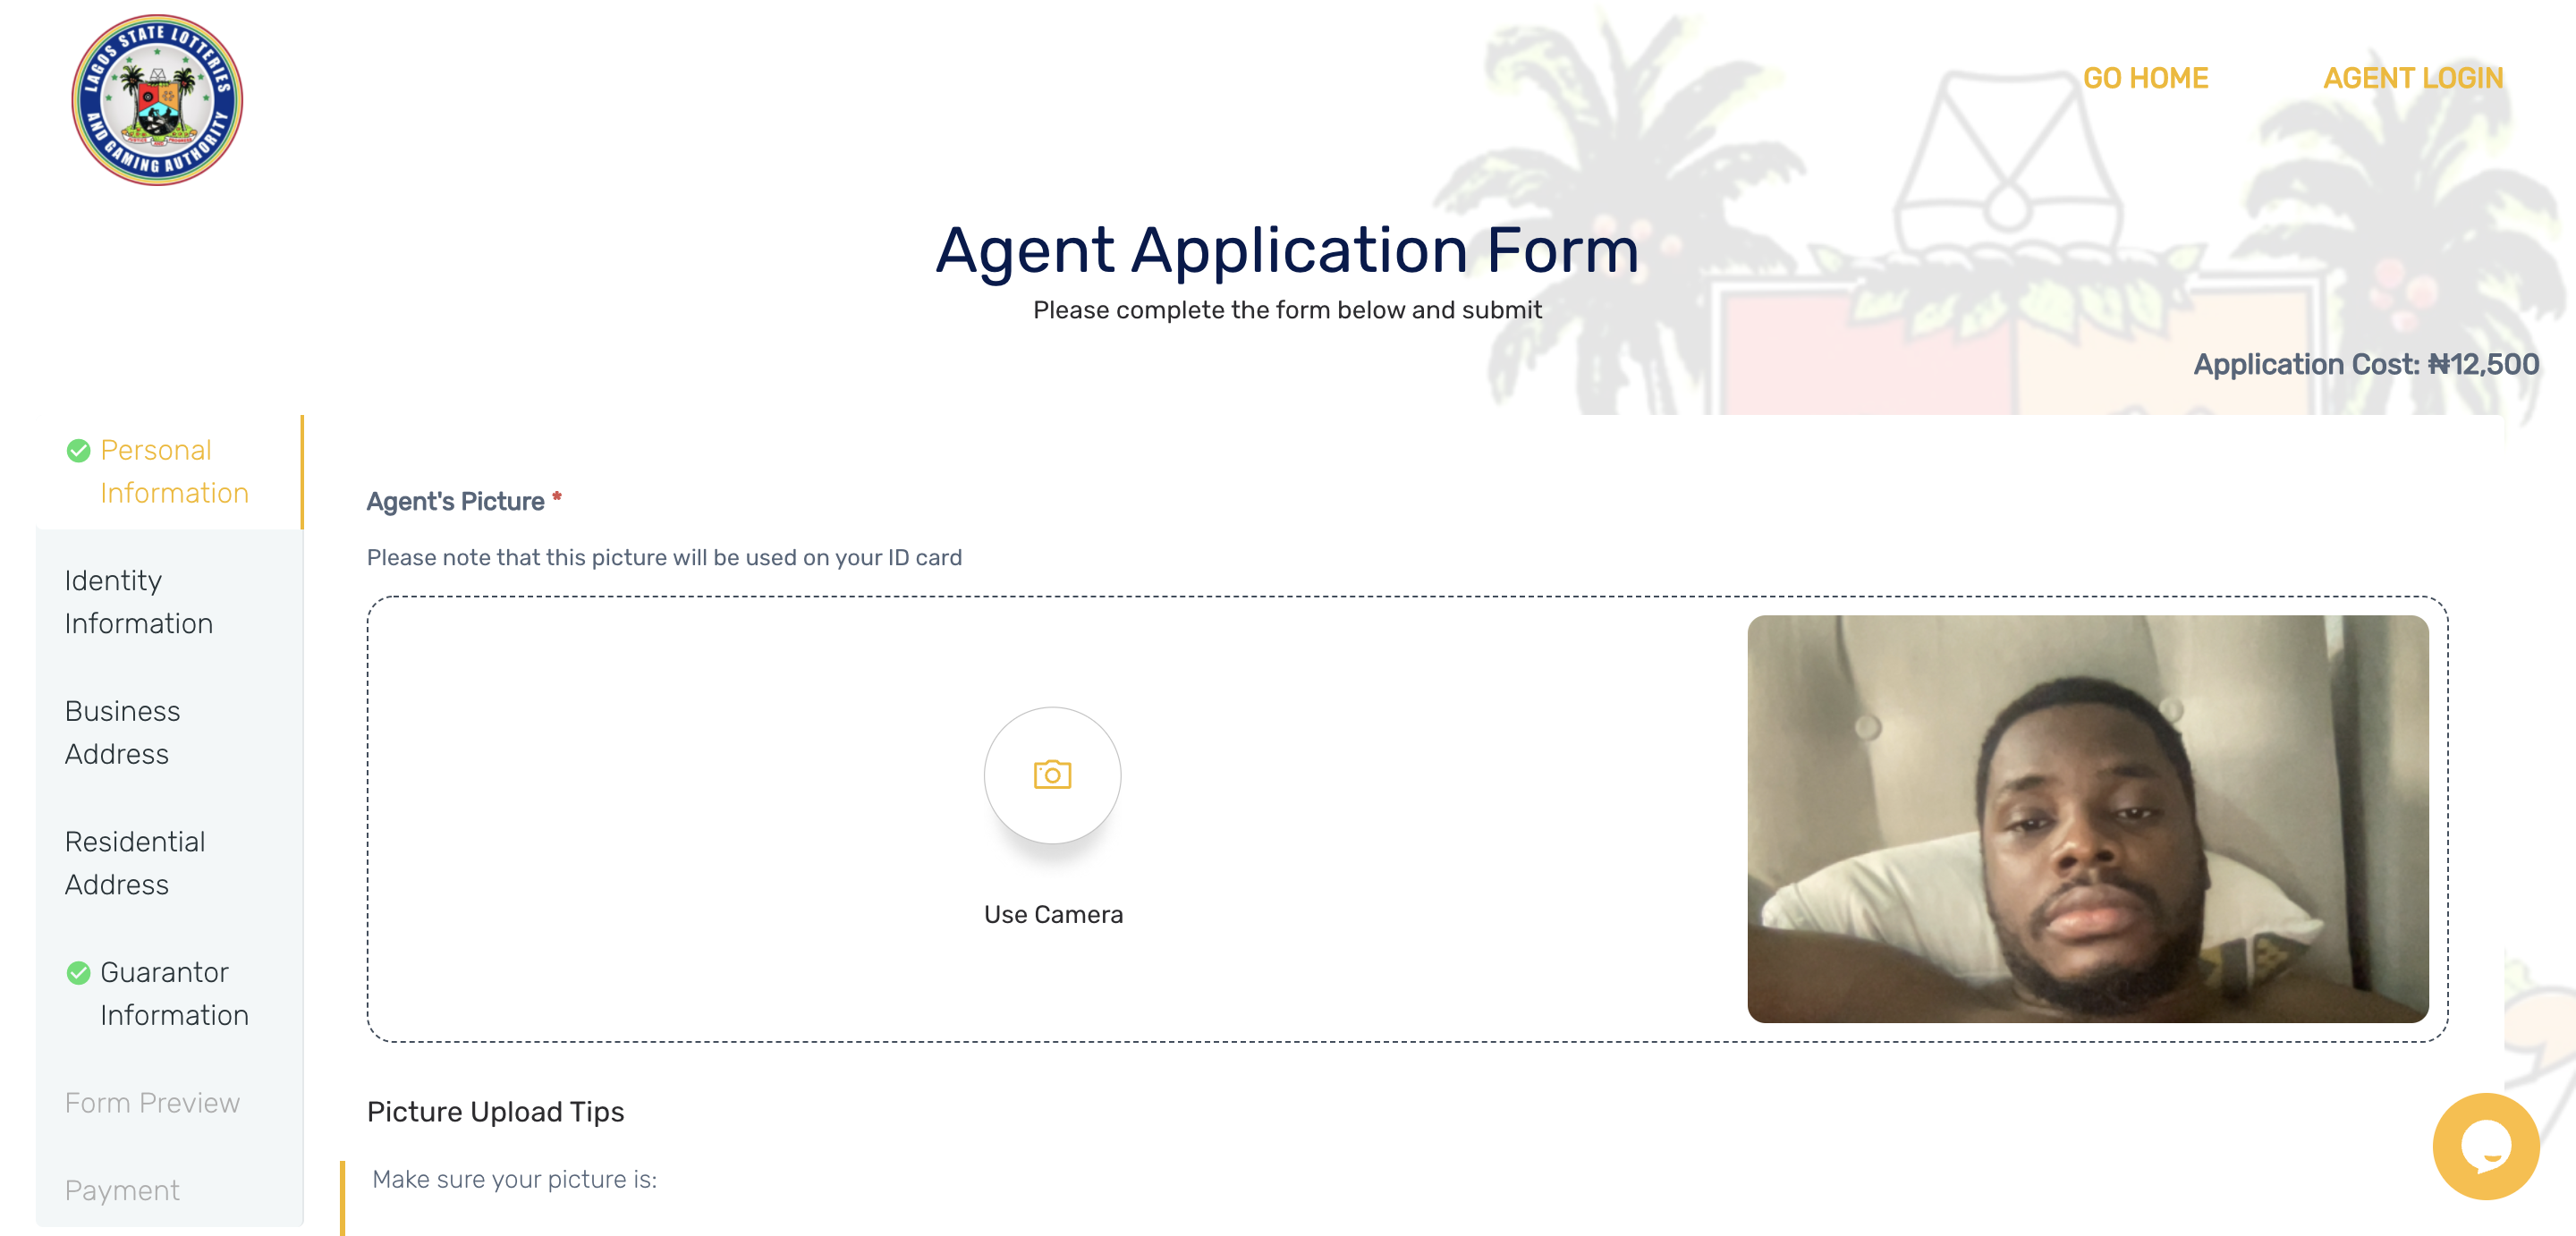 LAGOS STATE LOTTERIES
AND GAMING AUTHORITY
GO HOME
AGENT LOGIN
Agent Application Form
Please complete the form below and submit
Application Cost: ₦12,500
Personal
Information
Identity
Information
Business
Address
Residential
Address
Guarantor
Information
Form Preview
Payment
Agent's Picture *
Please note that this picture will be used on your ID card
Use Camera
Picture Upload Tips
Make sure your picture is: